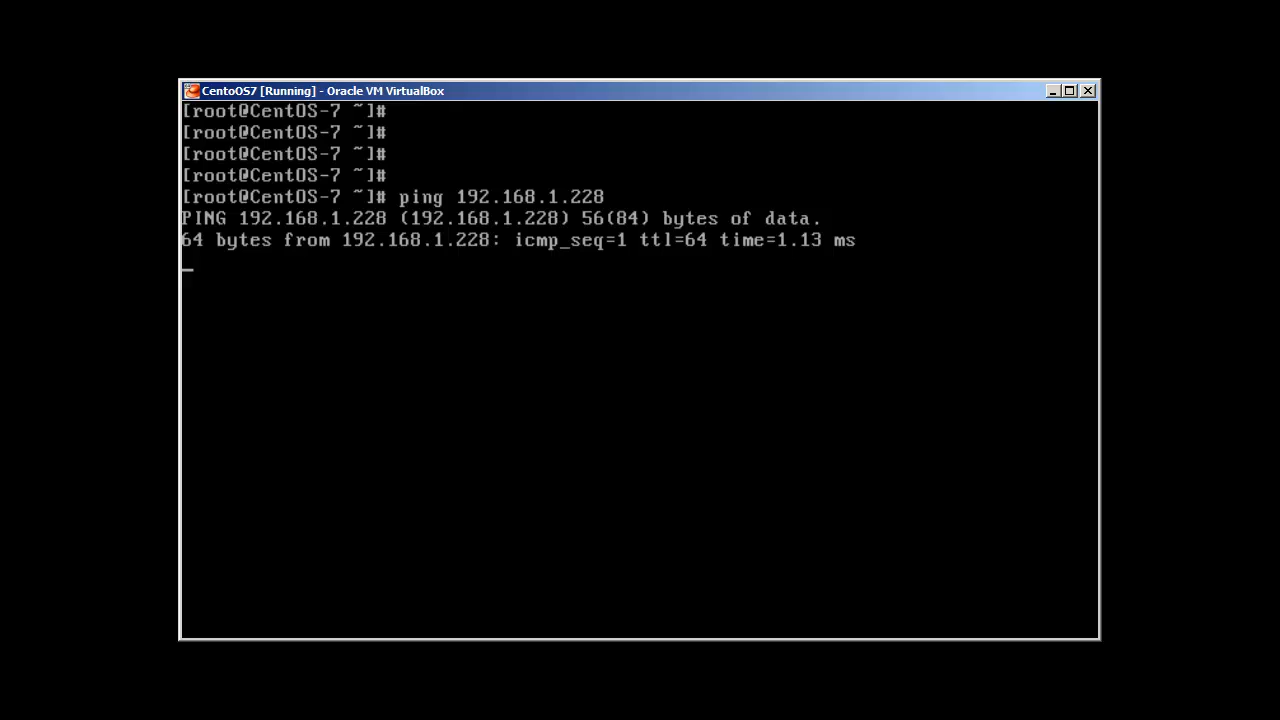 CentoOS7 [Running] - Oracle VM VirtualBox
[root@CentOS-7 ~]#
[root@CentOS-7 ~]#
[root@CentOS-7 ~]#
[root@CentOS-7 ~]#
[root@CentOS-7 ~]# ping 192.168.1.228
PING 192.168.1.228 (192.168.1.228) 56(84) bytes of data.
64 bytes from 192.168.1.228: icmp_seq=1 ttl=64 time=1.13 ms